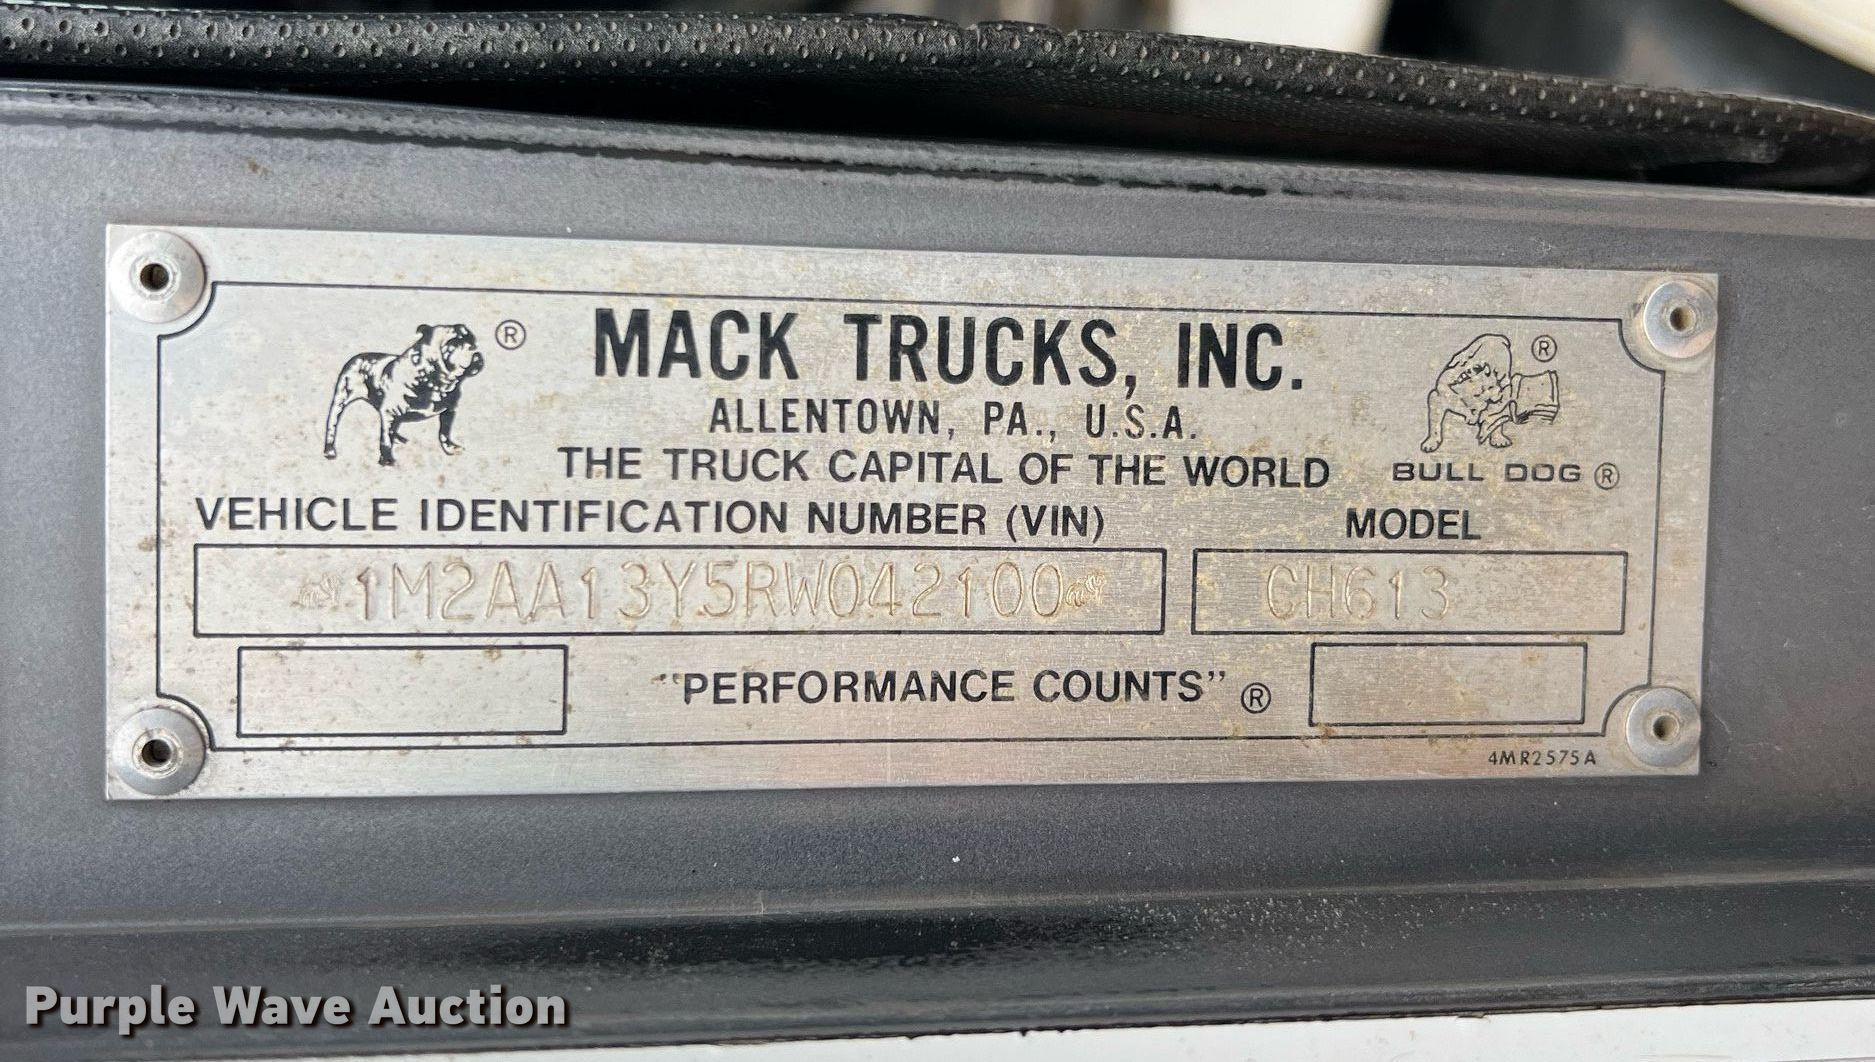 ® MACK TRUCKS, INC. ®
ALLENTOWN, PA., U.S.A.
THE TRUCK CAPITAL OF THE WORLD BULL DOG ®
VEHICLE IDENTIFICATION NUMBER (VIN) MODEL
1M2AA13Y5RW042100 CH613
"PERFORMANCE COUNTS" ®
4MR2575A
Purple Wave Auction